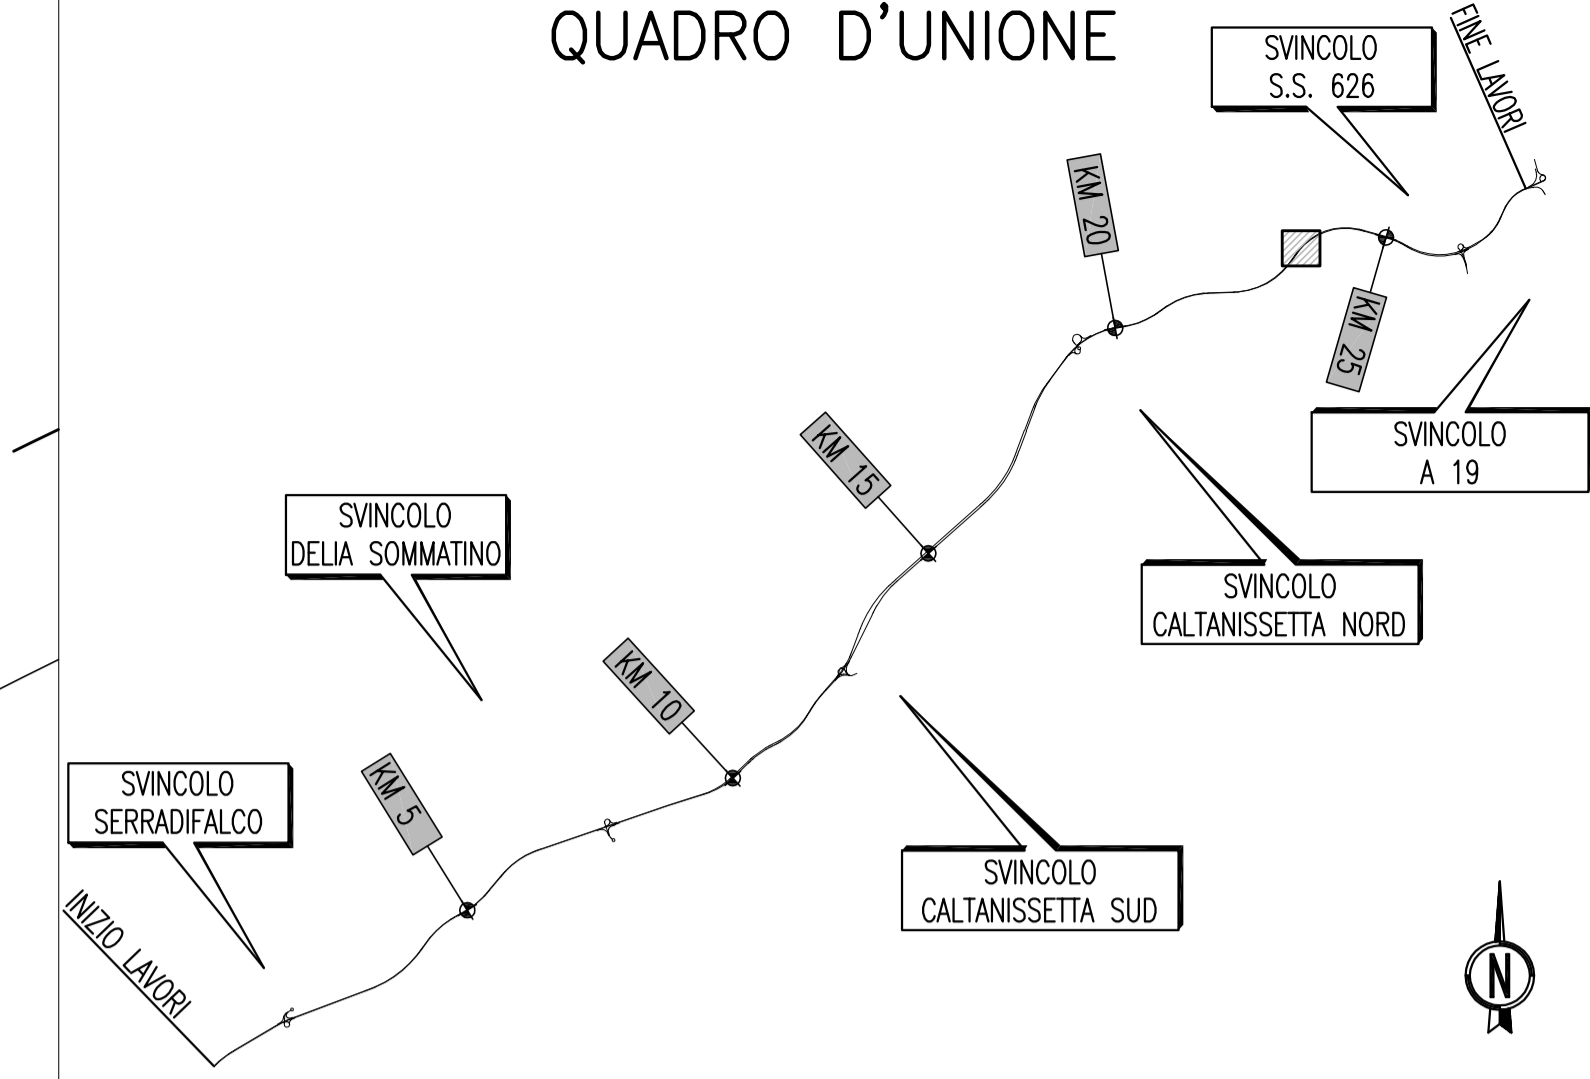 QUADRO D'UNIONE
SVINCOLO
S.S. 626
FINE LAVORI
KM 20
KM 25
SVINCOLO
A 19
KM 15
SVINCOLO
DELIA SOMMATINO
SVINCOLO
CALTANISSETTA NORD
KM 10
KM 5
SVINCOLO
SERRADIFALCO
SVINCOLO
CALTANISSETTA SUD
INIZIO LAVORI
N